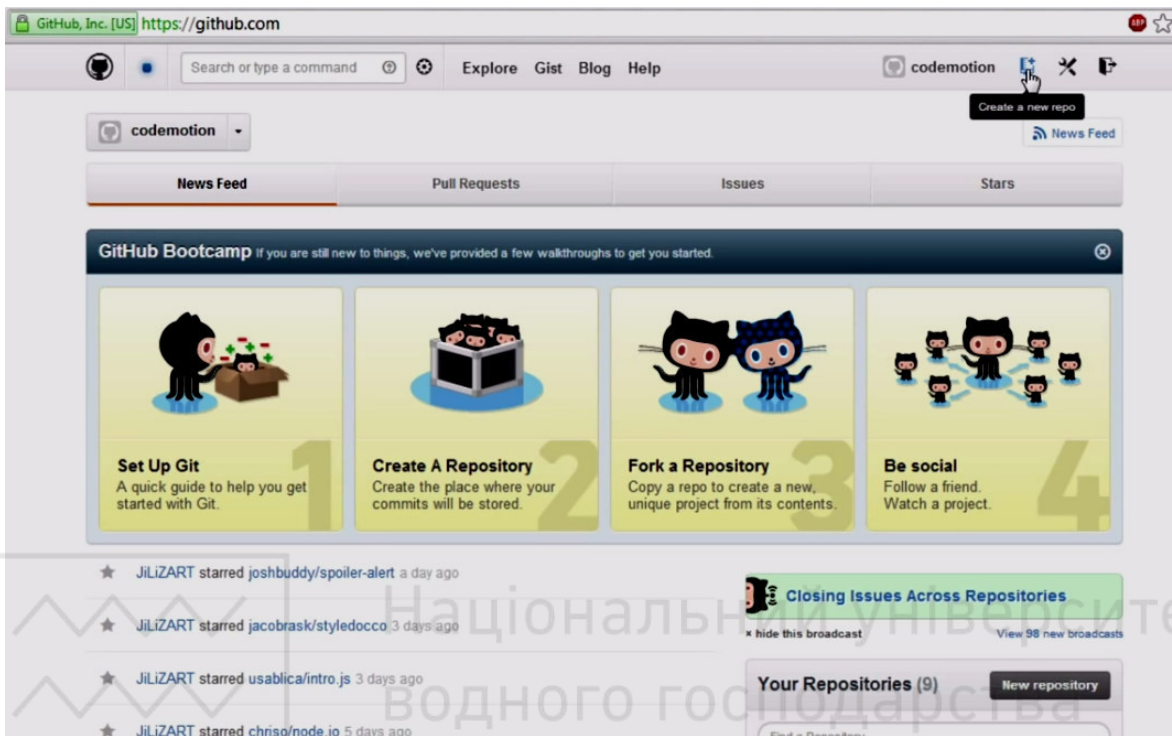 GitHub, Inc. [US] https://github.com
ABP
Search or type a command
Explore Gist Blog Help
codemotion
Create a new repo
codemotion
News Feed
News Feed
Pull Requests
Issues
Stars
GitHub Bootcamp If you are still new to things, we've provided a few walkthroughs to get you started.
1
Set Up Git
A quick guide to help you get
started with Git.
2
Create A Repository
Create the place where your
commits will be stored.
3
Fork a Repository
Copy a repo to create a new,
unique project from its contents.
4
Be social
Follow a friend.
Watch a project.
JiLiZART starred joshbuddy/spoiler-alert a day ago
JiLiZART starred jacobrask/styledocco 3 days ago
JiLiZART starred usablica/intro.js 3 days ago
JiLiZART starred chriso/node.io 5 days ago
Closing Issues Across Repositories
× hide this broadcast
View 98 new broadcasts
Your Repositories (9)
New repository
Find a Repository
Національний університе
водного господарства